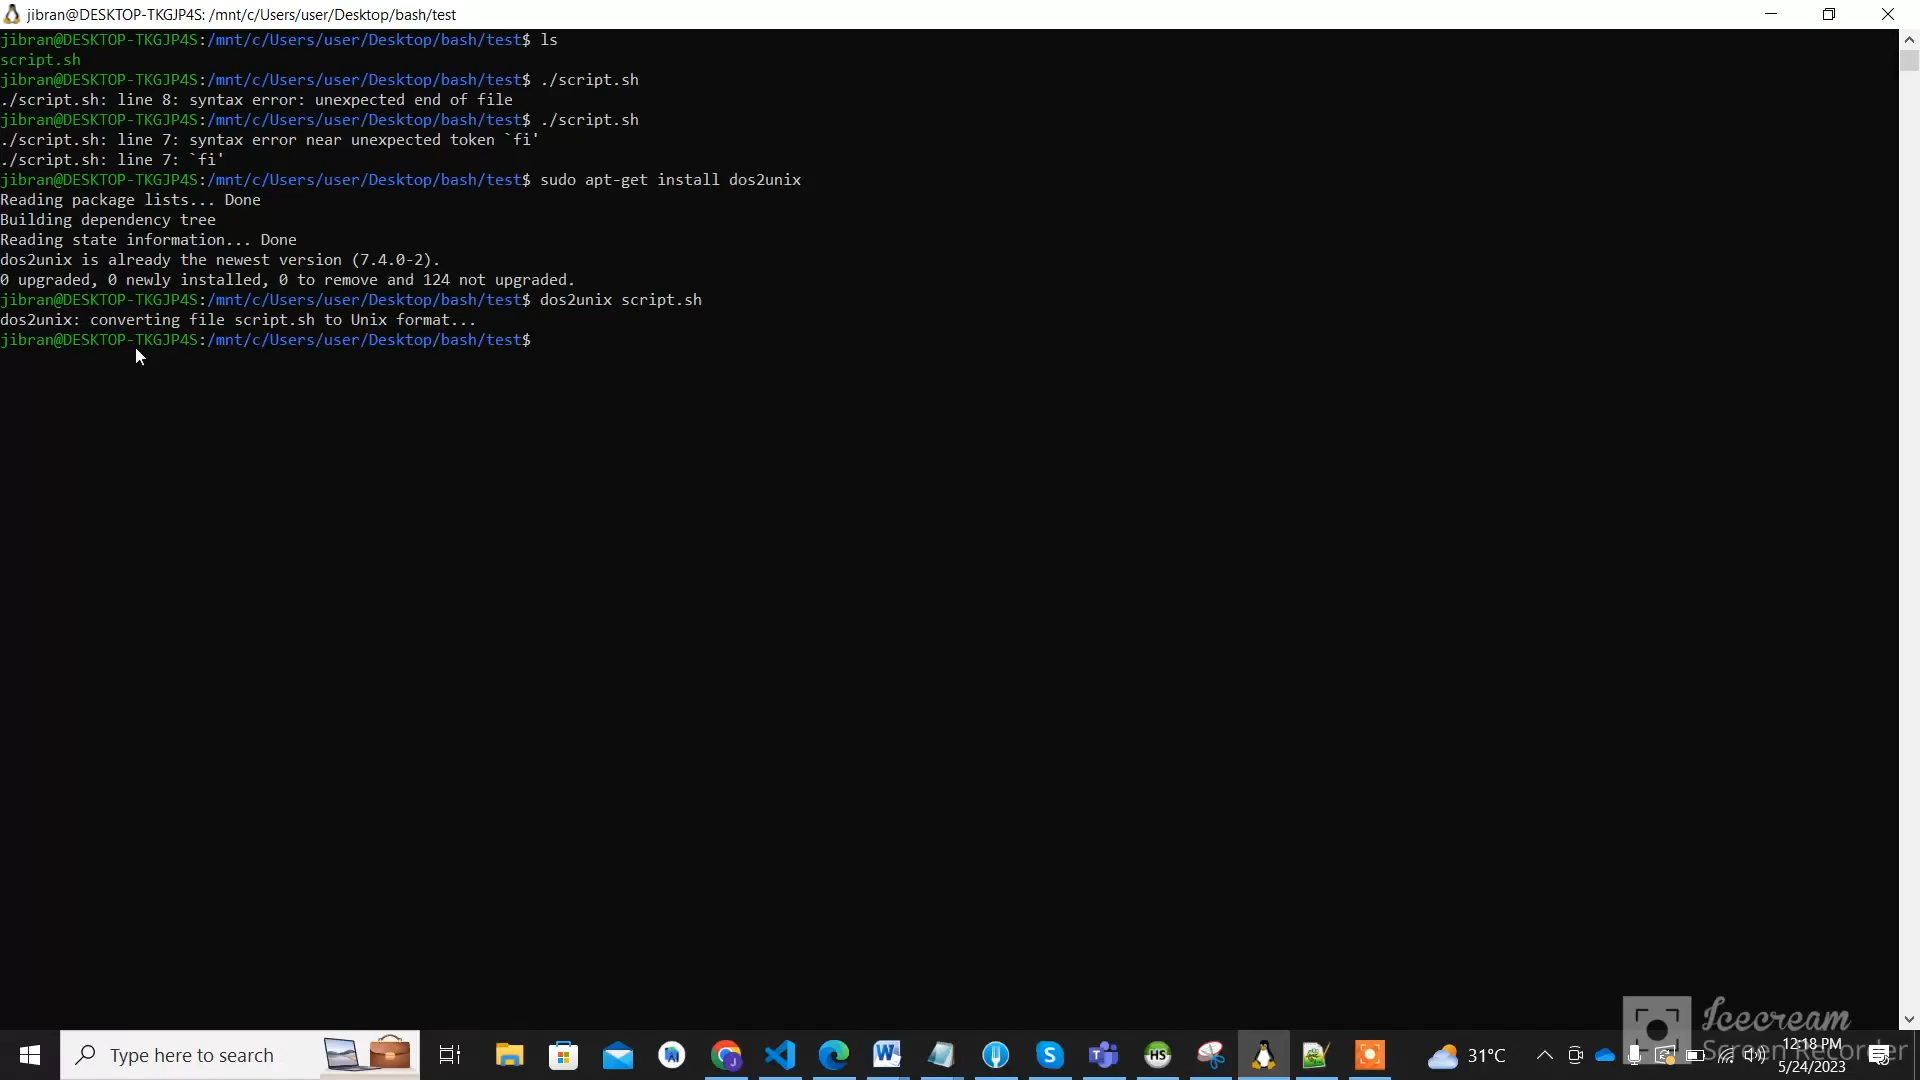 jibran@DESKTOP-TKGJP4S: /mnt/c/Users/user/Desktop/bash/test
jibran@DESKTOP-TKGJP4S:/mnt/c/Users/user/Desktop/bash/test$ ls
script.sh
jibran@DESKTOP-TKGJP4S:/mnt/c/Users/user/Desktop/bash/test$ ./script.sh
./script.sh: line 8: syntax error: unexpected end of file
jibran@DESKTOP-TKGJP4S:/mnt/c/Users/user/Desktop/bash/test$ ./script.sh
./script.sh: line 7: syntax error near unexpected token `fi'
./script.sh: line 7: `fi'
jibran@DESKTOP-TKGJP4S:/mnt/c/Users/user/Desktop/bash/test$ sudo apt-get install dos2unix
Reading package lists... Done
Building dependency tree
Reading state information... Done
dos2unix is already the newest version (7.4.0-2).
0 upgraded, 0 newly installed, 0 to remove and 124 not upgraded.
jibran@DESKTOP-TKGJP4S:/mnt/c/Users/user/Desktop/bash/test$ dos2unix script.sh
dos2unix: converting file script.sh to Unix format...
jibran@DESKTOP-TKGJP4S:/mnt/c/Users/user/Desktop/bash/test$
Icecream
Screen Recorder
Type here to search
HS
31°C
12:18 PM
5/24/2023